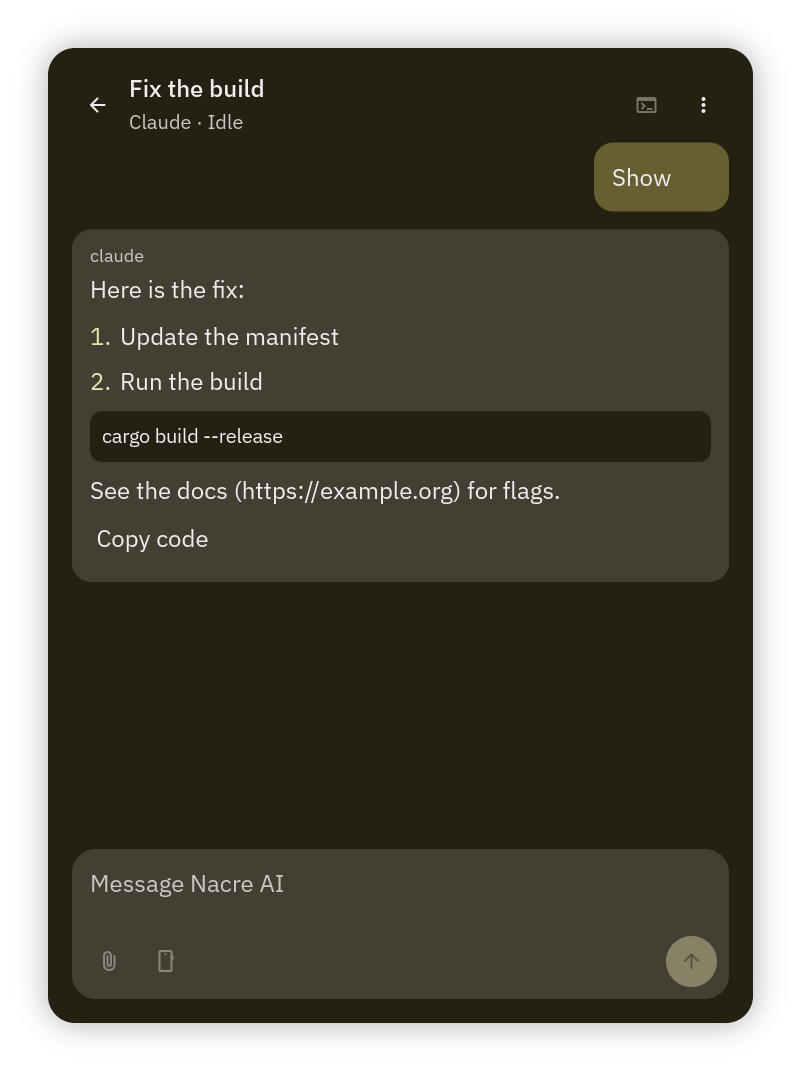 Fix the build
Claude · Idle
Show
claude
Here is the fix:
1. Update the manifest
2. Run the build
cargo build --release
See the docs (https://example.org) for flags.
Copy code
Message Nacre AI